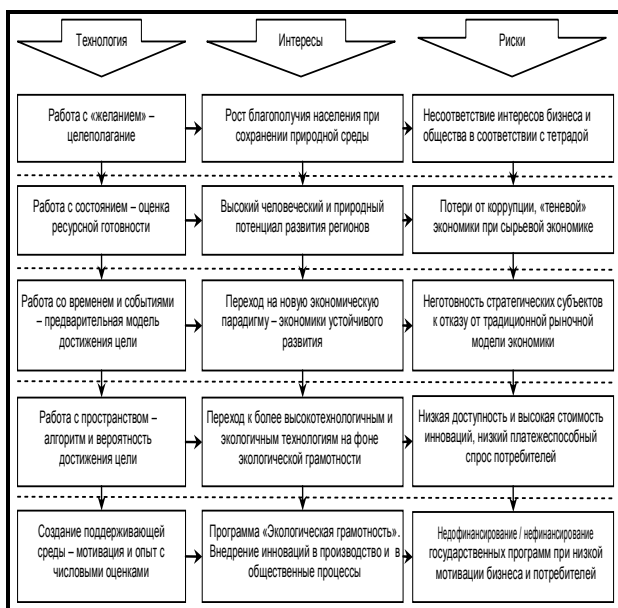 Технология
Интересы
Риски
Работа с «желанием» –
целеполагание
Рост благополучия населения при
сохранении природной среды
Несоответствие интересов бизнеса и
общества в соответствии с тетрадой
Работа с состоянием – оценка
ресурсной готовности
Высокий человеческий и природный
потенциал развития регионов
Потери от коррупции, «теневой»
экономики при сырьевой экономике
Работа со временем и событиями
– предварительная модель
достижения цели
Переход на новую экономическую
парадигму – экономики устойчивого
развития
Неготовность стратегических субъектов
к отказу от традиционной рыночной
модели экономики
Работа с пространством –
алгоритм и вероятность
достижения цели
Переход к более высокотехнологичным и
экологичным технологиям на фоне
экологической грамотности
Низкая доступность и высокая стоимость
инноваций, низкий платежеспособный
спрос потребителей
Создание поддерживающей
среды – мотивация и опыт с
числовыми оценками
Программа «Экологическая грамотность».
Внедрение инноваций в производство и в
общественные процессы
Недофинансирование / нефинансирование
государственных программ при низкой
мотивации бизнеса и потребителей